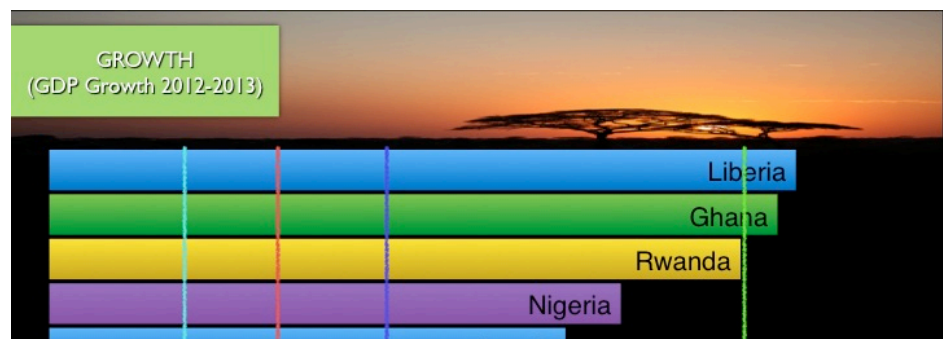 GROWTH
(GDP Growth 2012-2013)
Liberia
Ghana
Rwanda
Nigeria